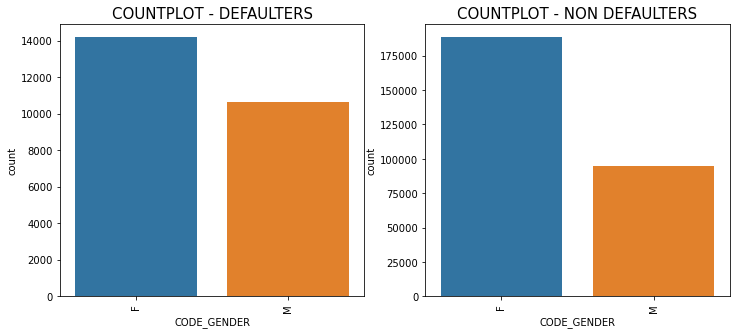 COUNTPLOT - DEFAULTERS
14000
12000
10000
8000
6000
4000
2000
0
count
F
M
CODE_GENDER
COUNTPLOT - NON DEFAULTERS
175000
150000
125000
100000
75000
50000
25000
0
count
F
M
CODE_GENDER